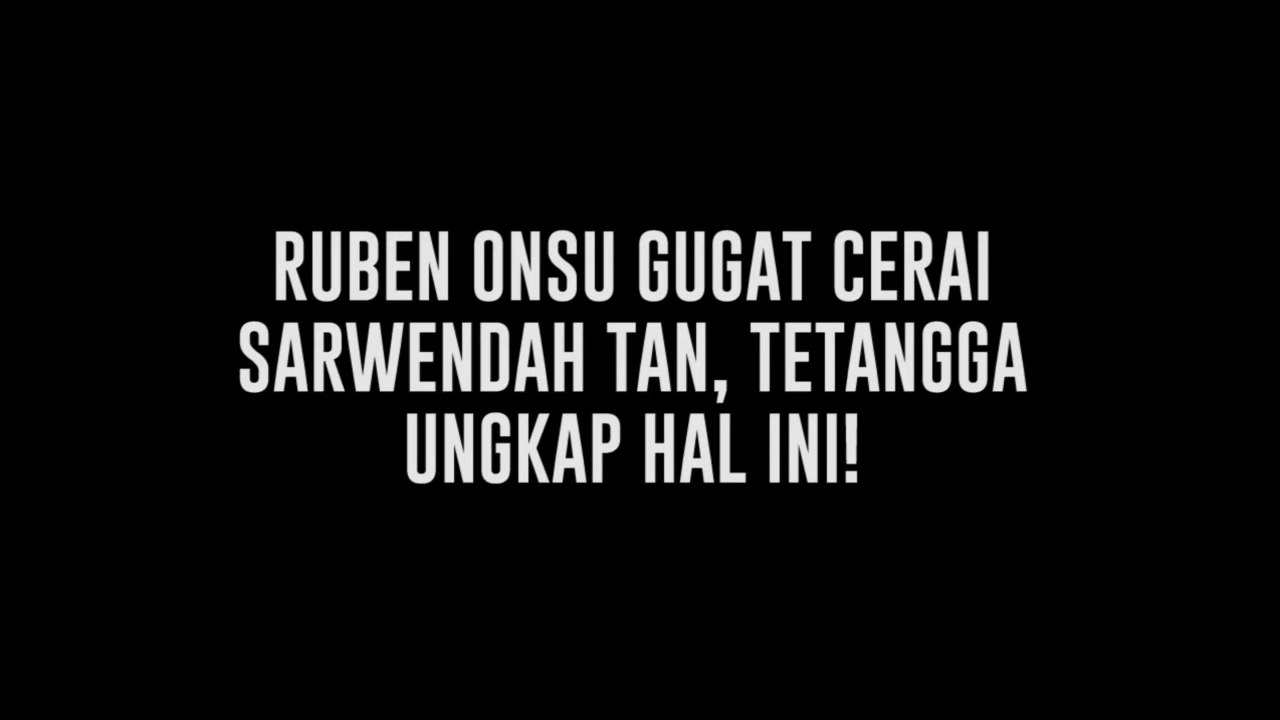 RUBEN ONSU GUGAT CERAI
SARWENDAH TAN, TETANGGA
UNGKAP HAL INI!